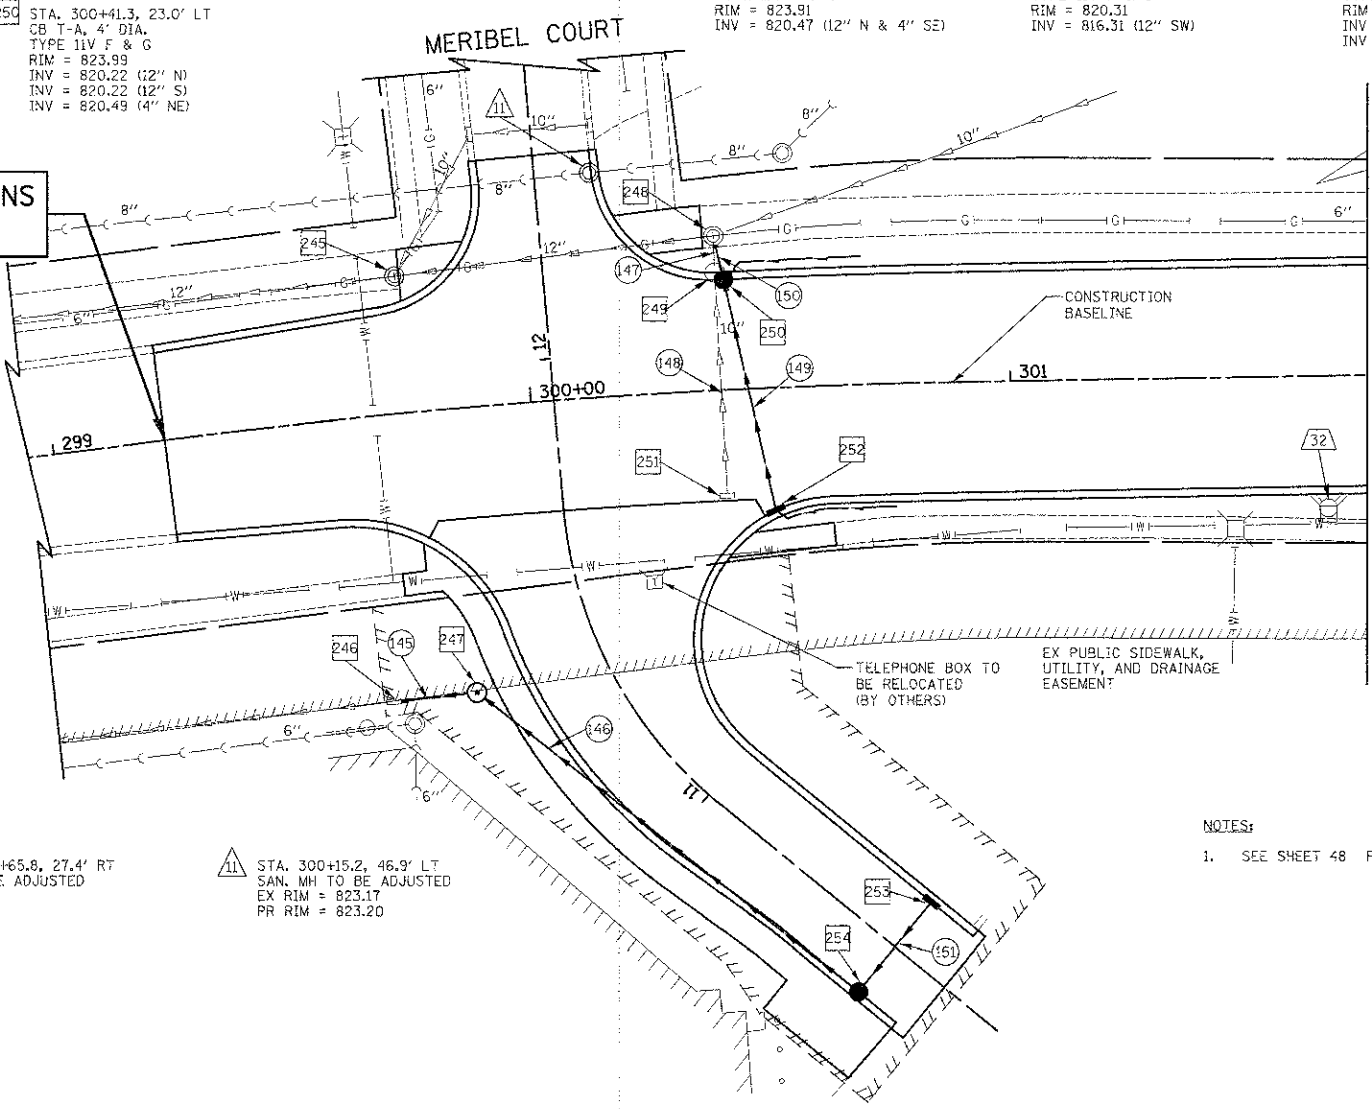 250 STA. 300+41.3, 23.0' LT
CB T-A, 4' DIA.
TYPE 11V F & G
RIM = 823.99
INV = 820.22 (12" N)
INV = 820.22 (12" S)
INV = 820.49 (4" NE)
RIM = 823.91
INV = 820.47 (12" N & 4" SE)
RIM = 820.31
INV = 816.31 (12" SW)
RIM
INV
INV
MERIBEL COURT
6"
11
10"
8"
10"
10"
8"
8"
NS
8"
248
6"
245
12"
147
12"
6"
249
150
250
10"
CONSTRUCTION
BASELINE
12
148
149
300+00
301
299
251
252
32
246
145
247
TELEPHONE BOX TO
BE RELOCATED
(BY OTHERS)
EX PUBLIC SIDEWALK,
UTILITY, AND DRAINAGE
EASEMENT
6"
146
6"
11
NOTES:
1. SEE SHEET 48 F
+65.8, 27.4' RT
E ADJUSTED
11 STA. 300+15.2, 46.9' LT
SAN. MH TO BE ADJUSTED
EX RIM = 823.17
PR RIM = 823.20
253
254
151